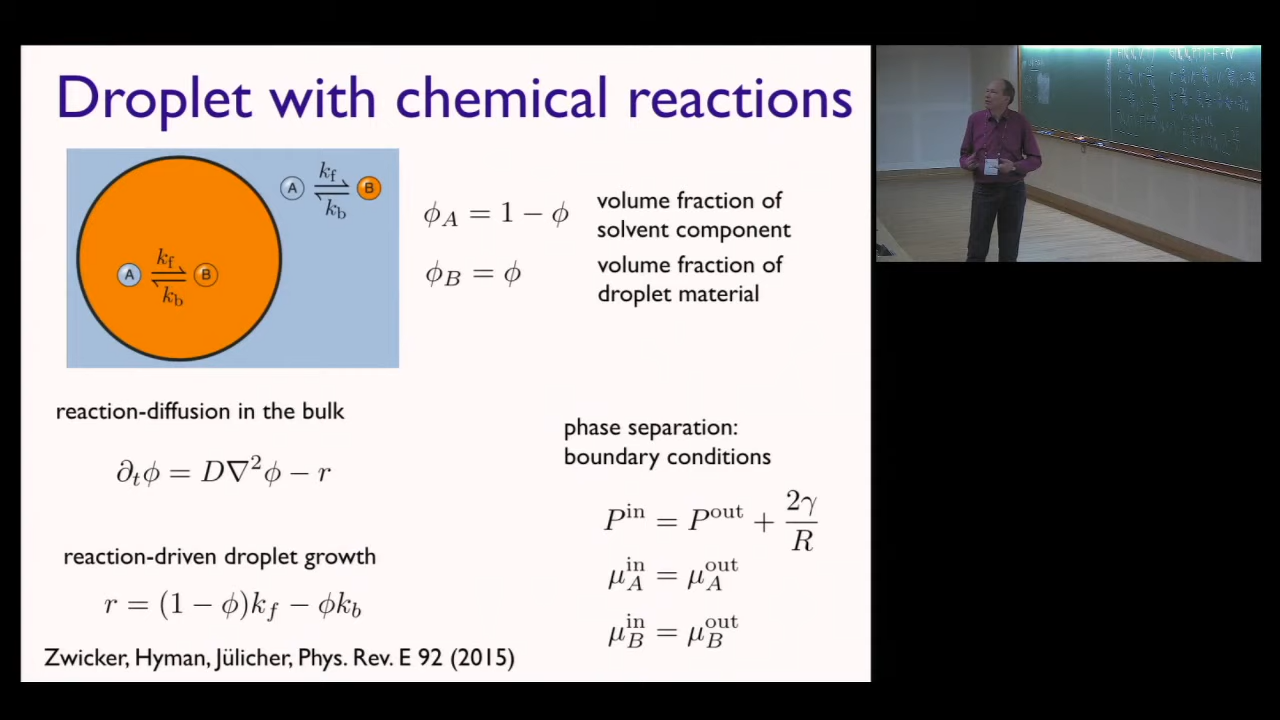 Droplet with chemical reactions
A k_f ⇌ k_b B
A k_f ⇌ k_b B
ϕ_A = 1 − ϕ
volume fraction of
solvent component
ϕ_B = ϕ
volume fraction of
droplet material
reaction-diffusion in the bulk
∂_tϕ = D∇²ϕ − r
reaction-driven droplet growth
r = (1 − ϕ)k_f − ϕk_b
Zwicker, Hyman, Jülicher, Phys. Rev. E 92 (2015)
phase separation:
boundary conditions
P^in = P^out + 2γ/R
μ_A^in = μ_A^out
μ_B^in = μ_B^out